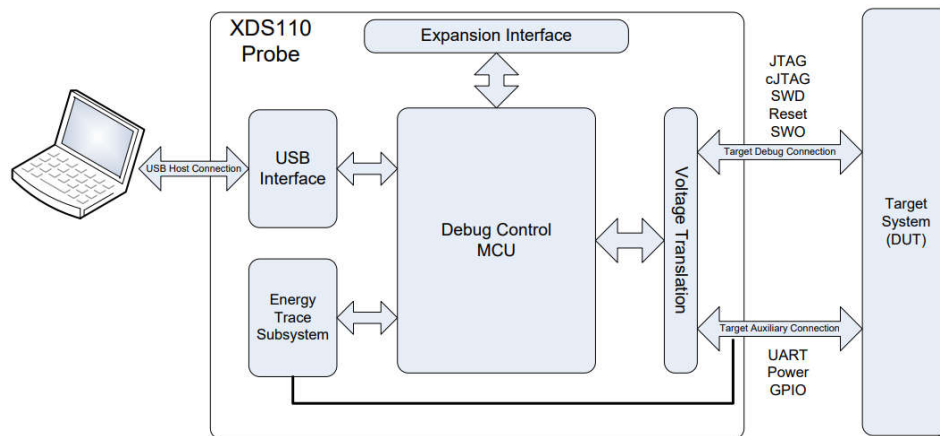 XDS110
Probe
Expansion Interface
JTAG
cJTAG
SWD
Reset
SWO
USB Host Connection
USB
Interface
Debug Control
MCU
Voltage Translation
Target Debug Connection
Target
System
(DUT)
Energy
Trace
Subsystem
Target Auxiliary Connection
UART
Power
GPIO